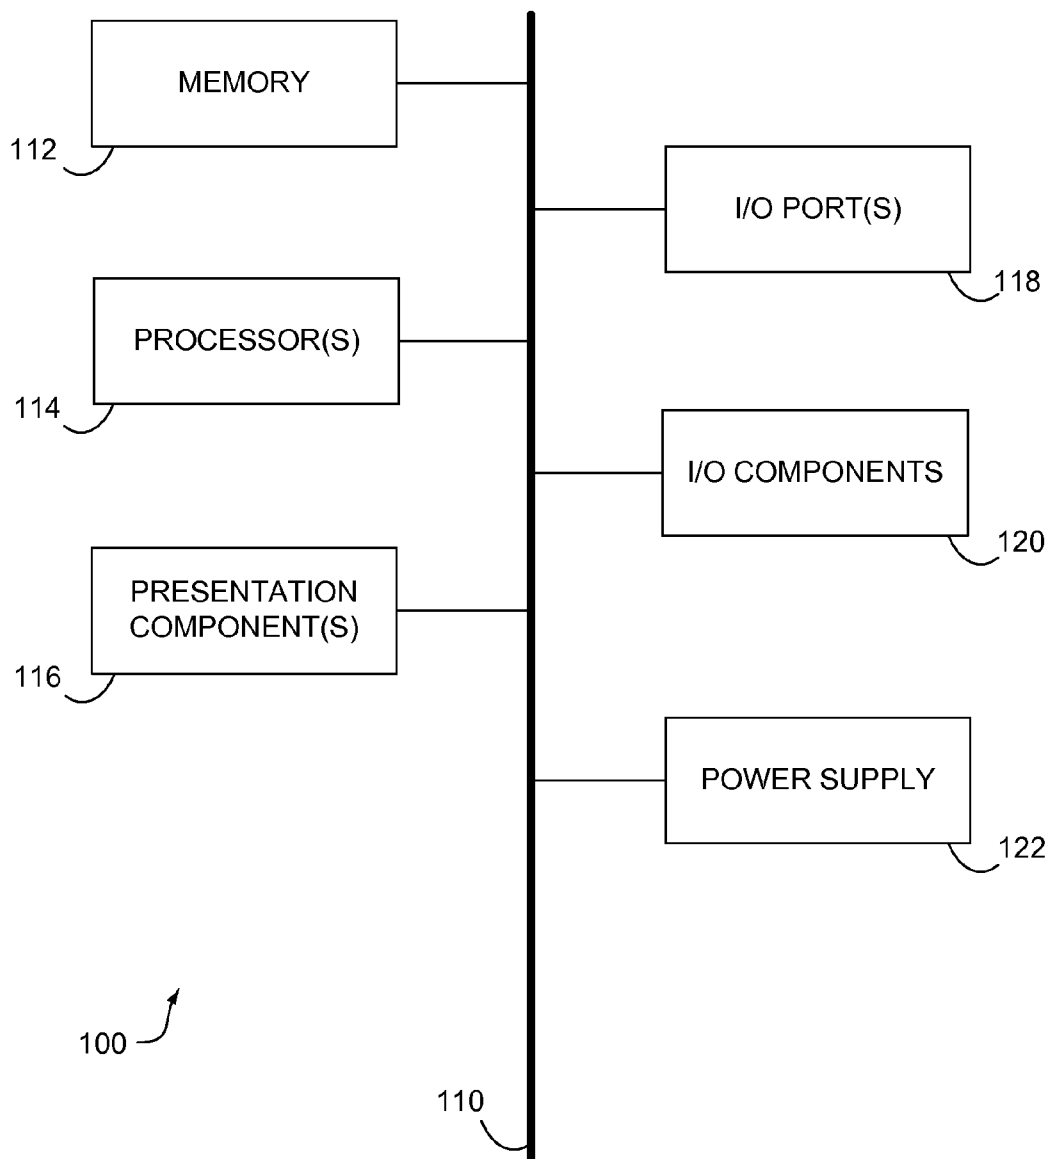 MEMORY
112
I/O PORT(S)
118
PROCESSOR(S)
114
I/O COMPONENTS
120
PRESENTATION
COMPONENT(S)
116
POWER SUPPLY
122
100
110